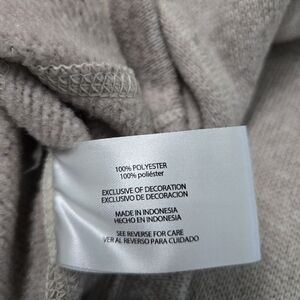 100% POLYESTER
100% poliéster
EXCLUSIVE OF DECORATION
EXCLUSIVO DE DECORACION
MADE IN INDONESIA
HECHO EN INDONESIA
SEE REVERSE FOR CARE
VER AL REVERSO PARA CUIDADO